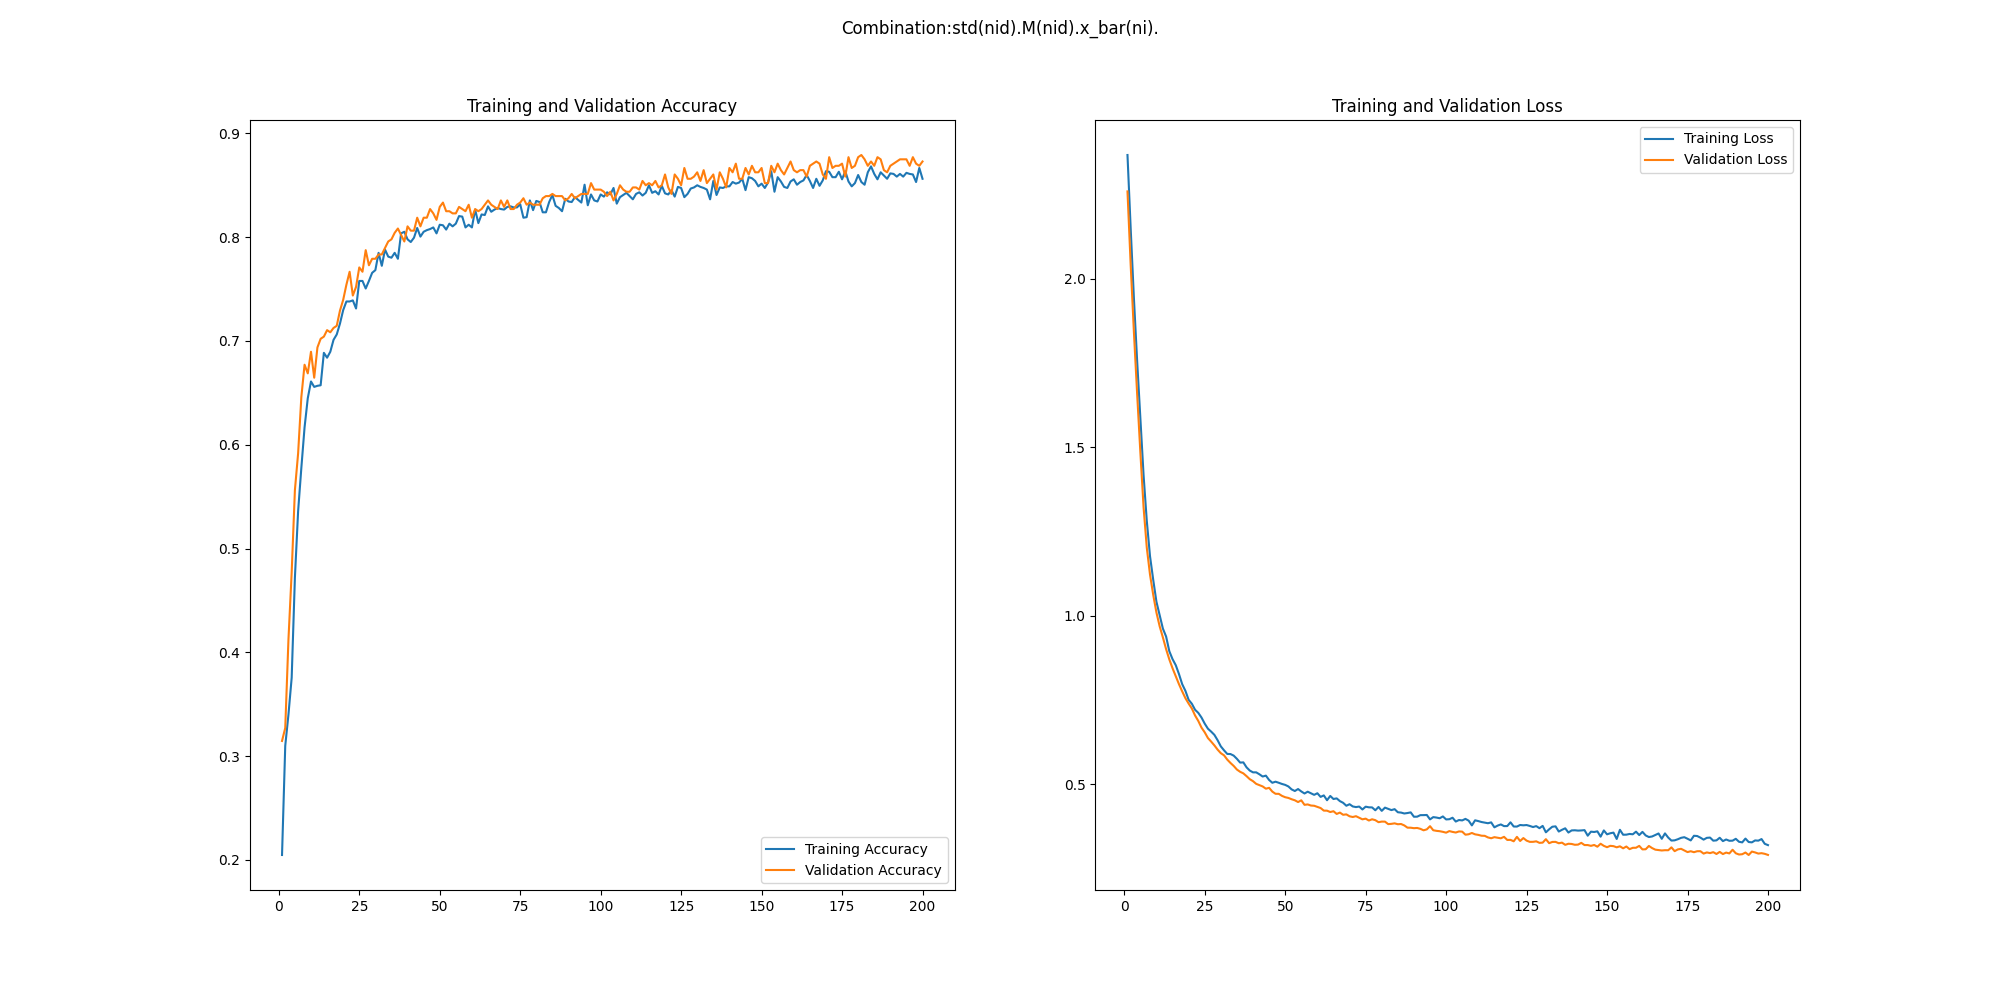 Combination:std(nid).M(nid).x_bar(ni).
Training and Validation Accuracy
0.9
0.8
0.7
0.6
0.5
0.4
0.3
0.2
0 25 50 75 100 125 150 175 200
Training Accuracy
Validation Accuracy
Training and Validation Loss
2.0
1.5
1.0
0.5
0 25 50 75 100 125 150 175 200
Training Loss
Validation Loss